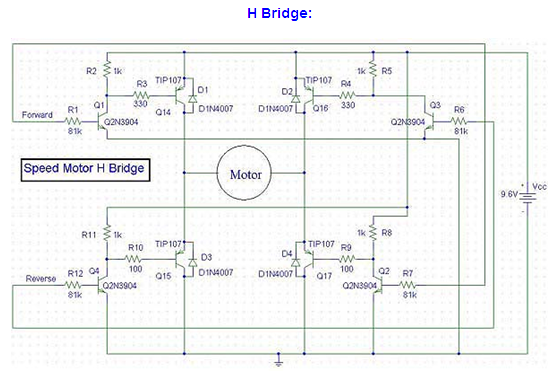 H Bridge:
R2 1k
R3
330
TIP107
Q14
D1
D1N4007
D2
D1N4007
TIP107
Q16
R4
330
1k R5
Forward
R1
81k
Q1
Q2N3904
Q3
Q2N3904
R6
81k
Speed Motor H Bridge
Motor
9.6V
Vcc
R11 1k
R10
100
TIP107
Q15
D3
D1N4007
D4
D1N4007
TIP107
Q17
R9
100
1k R8
Reverse
R12
81k
Q4
Q2N3904
Q2
Q2N3904
R7
81k